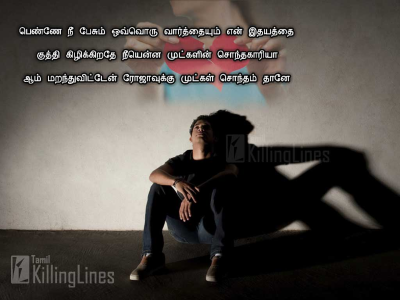 பெண்ணே நீ பேசும் ஒவ்வொரு வார்த்தையும் என் இதயத்தை
குத்தி கிழிக்கிறதே நீயென்ன முட்களின் சொந்தகாரியா
ஆம் மறந்துவிட்டேன் ரோஜாவுக்கு முட்கள் சொந்தம் தானே
KillingLines
Tamil
KillingLines